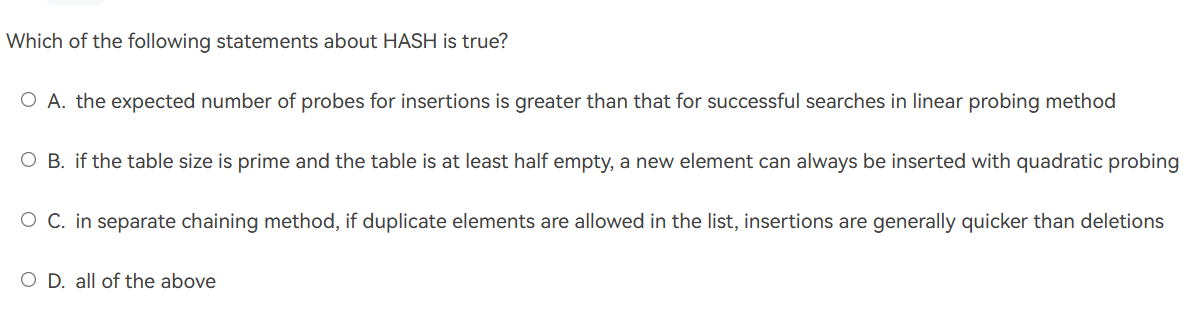 Which of the following statements about HASH is true?
A. the expected number of probes for insertions is greater than that for successful searches in linear probing method
B. if the table size is prime and the table is at least half empty, a new element can always be inserted with quadratic probing
C. in separate chaining method, if duplicate elements are allowed in the list, insertions are generally quicker than deletions
D. all of the above